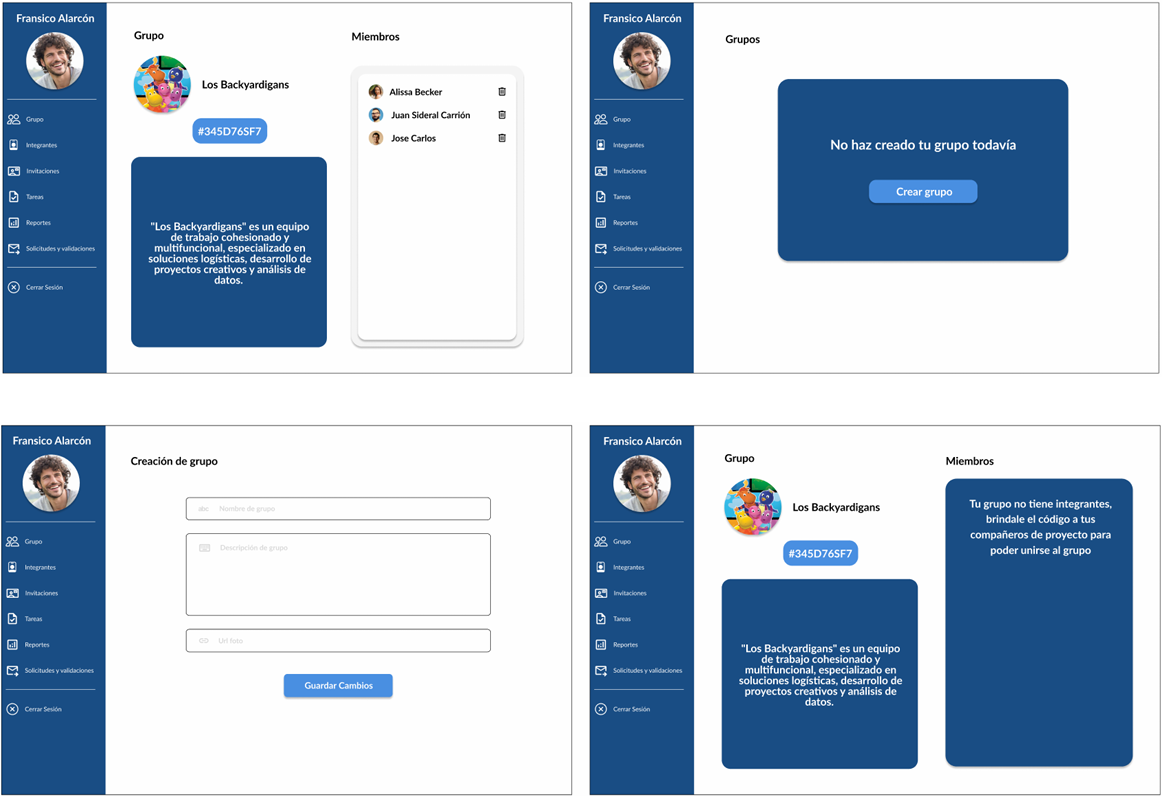 Fransico Alarcón
Grupo
Integrantes
Invitaciones
Tareas
Reportes
Solicitudes y validaciones
Cerrar Sesión
Grupo
Los Backyardigans
#345D76SF7
"Los Backyardigans" es un equipo
de trabajo cohesionado y
multifuncional, especializado en
soluciones logísticas, desarrollo de
proyectos creativos y análisis de
datos.
Miembros
Alissa Becker
Juan Sideral Carrión
Jose Carlos
Fransico Alarcón
Grupo
Integrantes
Invitaciones
Tareas
Reportes
Solicitudes y validaciones
Cerrar Sesión
Grupos
No haz creado tu grupo todavía
Crear grupo
Fransico Alarcón
Grupo
Integrantes
Invitaciones
Tareas
Reportes
Solicitudes y validaciones
Cerrar Sesión
Creación de grupo
abc Nombre de grupo
Descripción de grupo
Url foto
Guardar Cambios
Fransico Alarcón
Grupo
Integrantes
Invitaciones
Tareas
Reportes
Solicitudes y validaciones
Cerrar Sesión
Grupo
Los Backyardigans
#345D76SF7
"Los Backyardigans" es un equipo
de trabajo cohesionado y
multifuncional, especializado en
soluciones logísticas, desarrollo de
proyectos creativos y análisis de
datos.
Miembros
Tu grupo no tiene integrantes,
brindale el código a tus
compañeros de proyecto para
poder unirse al grupo